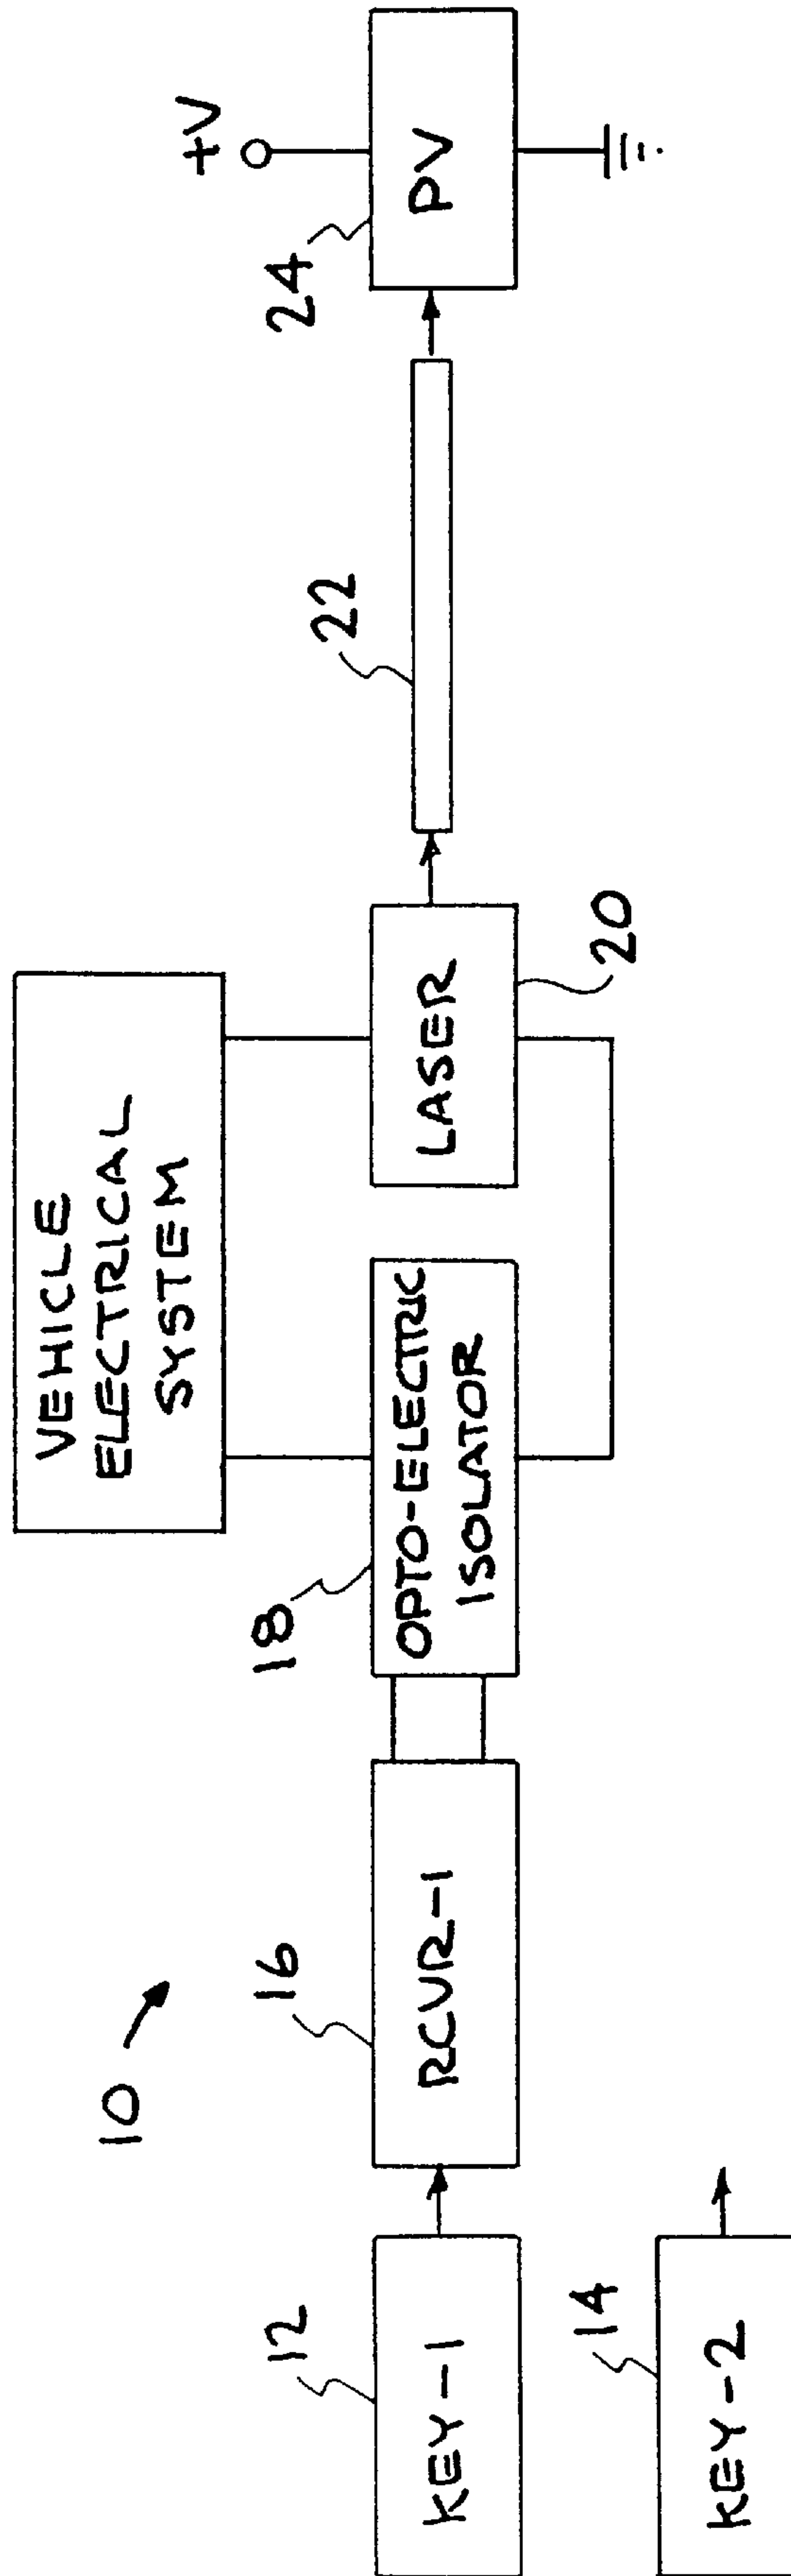 10
VEHICLE
ELECTRICAL
SYSTEM
12
KEY-1
16
RCVR-1
18
OPTO-ELECTRIC
ISOLATOR
LASER
20
22
24
PV
+V
14
KEY-2